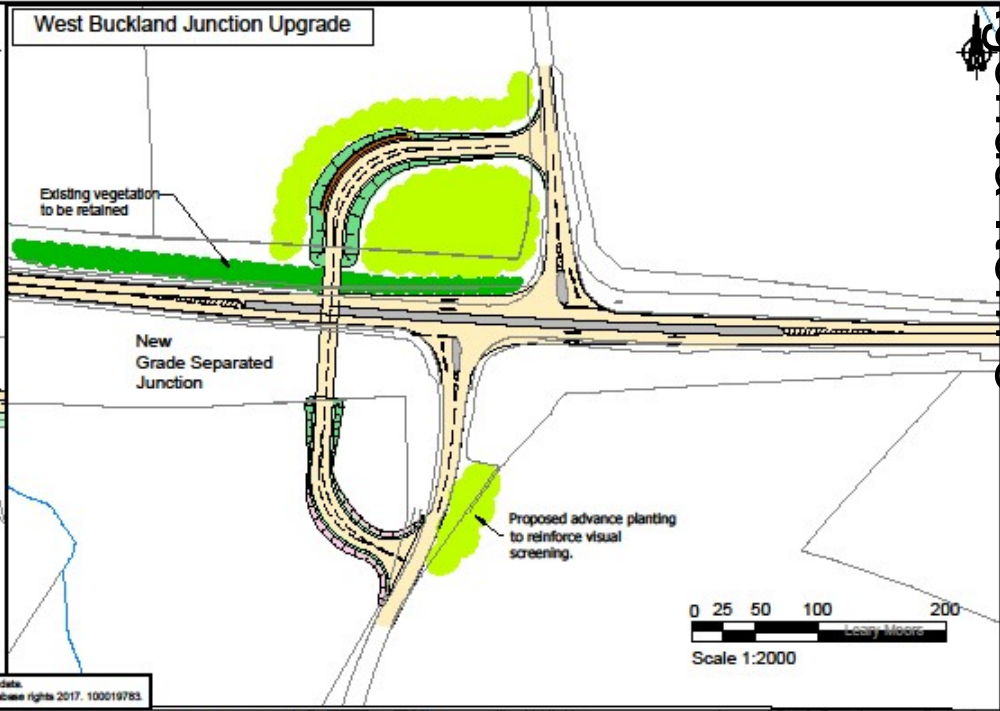 West Buckland Junction Upgrade
Existing vegetation
to be retained
New
Grade Separated
Junction
Proposed advance planting
to reinforce visual
screening.
0 25 50 100 200
Leary Moors
Scale 1:2000
data.
base rights 2017. 100019783.